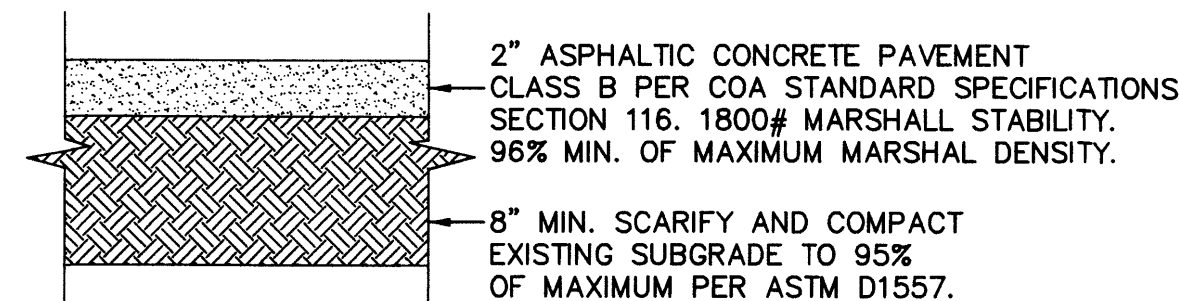 2" ASPHALTIC CONCRETE PAVEMENT
CLASS B PER COA STANDARD SPECIFICATIONS
SECTION 116. 1800# MARSHALL STABILITY.
96% MIN. OF MAXIMUM MARSHAL DENSITY.
8" MIN. SCARIFY AND COMPACT
EXISTING SUBGRADE TO 95%
OF MAXIMUM PER ASTM D1557.